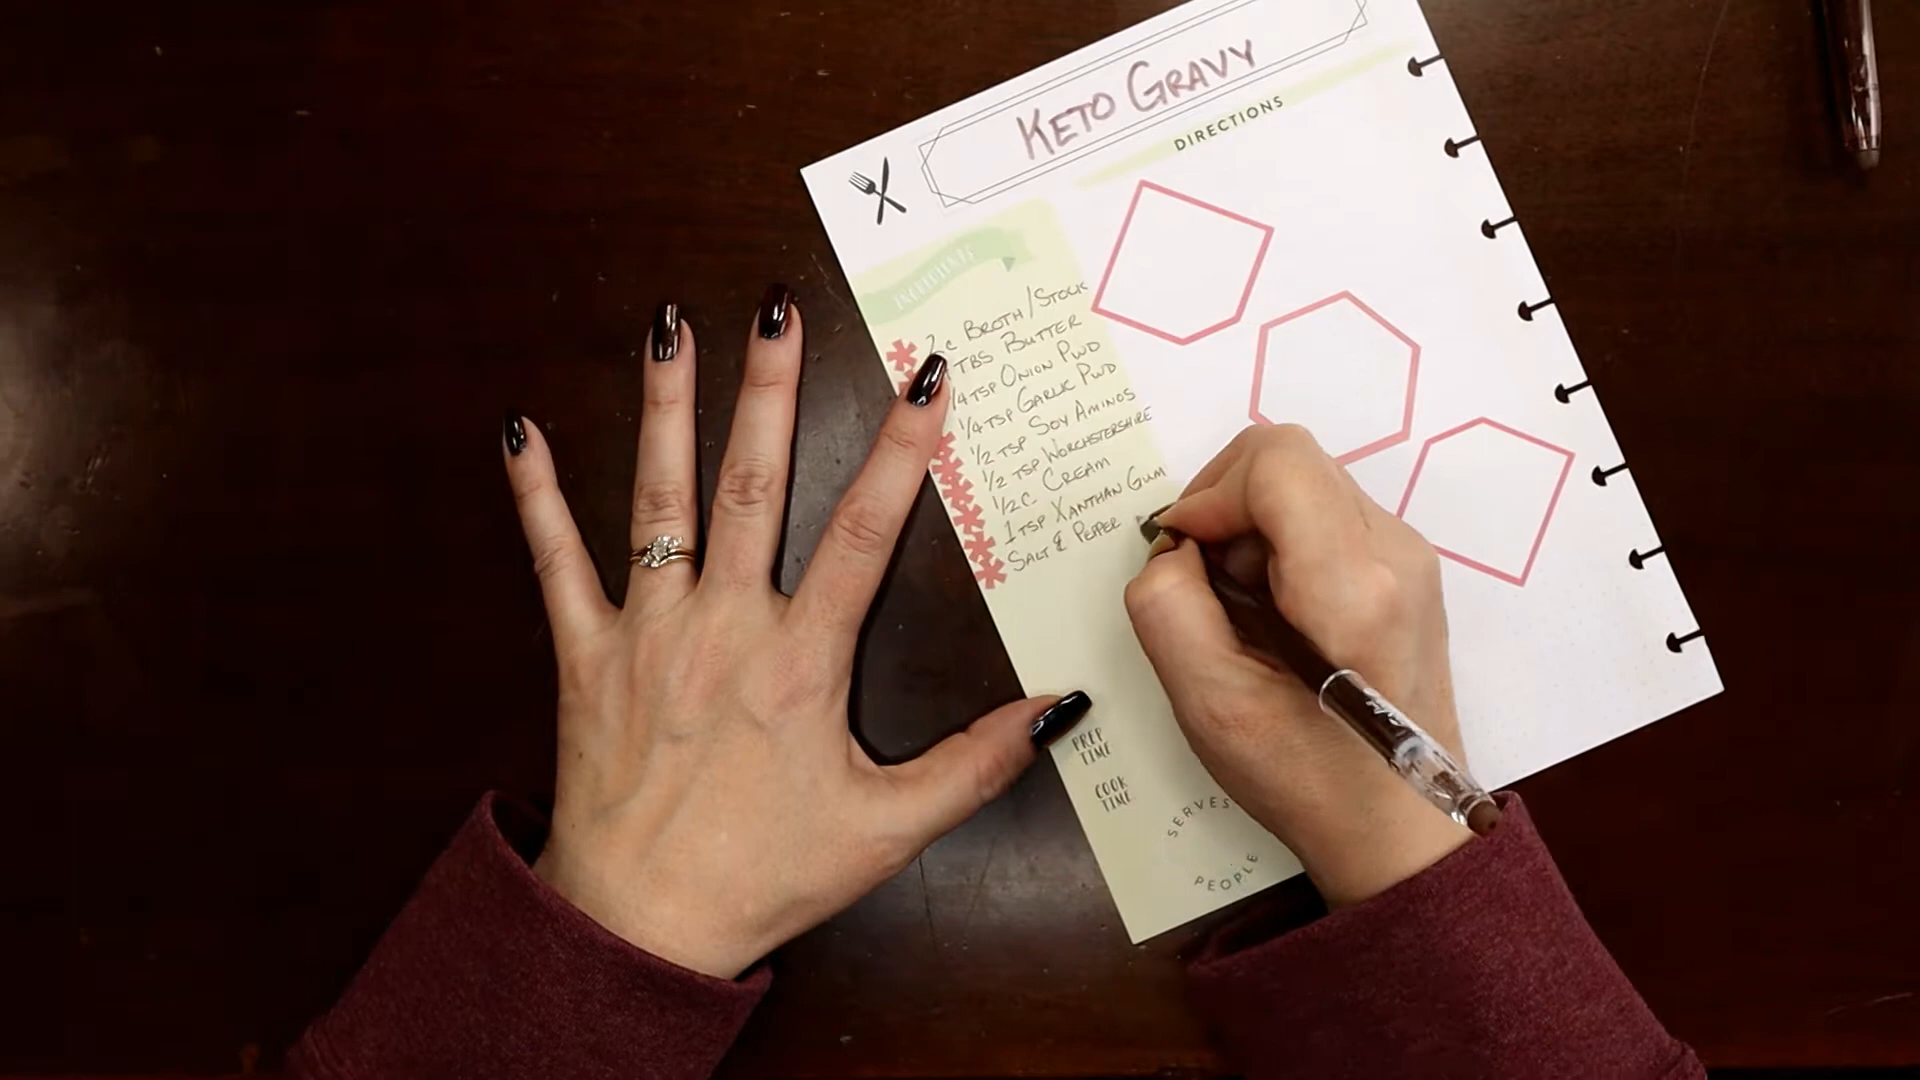 KETO GRAVY
DIRECTIONS
INGREDIENTS
2c BROTH/STOCK
TBS BUTTER
1/4 TSP ONION PWD
1/4 TSP GARLIC PWD
1/2 TSP SOY AMINOS
1/2 TSP WORCHSTERSHIRE
1/2C CREAM
1 TSP XANTHAN GUM
SALT & PEPPER
PREP
TIME
COOK
TIME
SERVES
PEOPLE